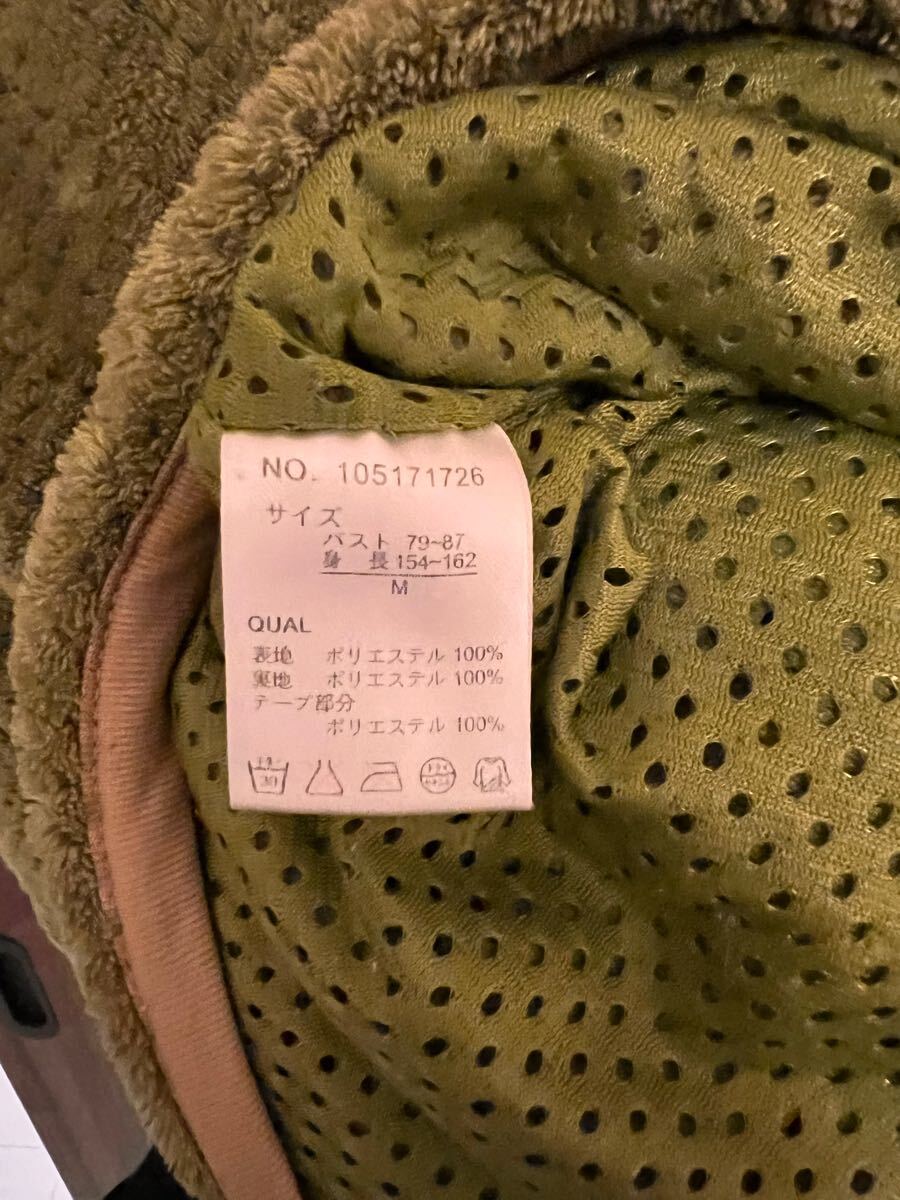 NO. 105171726
サイズ
バスト 79~87
身 長 154~162
M
QUAL
表地 ポリエステル 100%
裏地 ポリエステル 100%
テープ部分
ポリエステル 100%